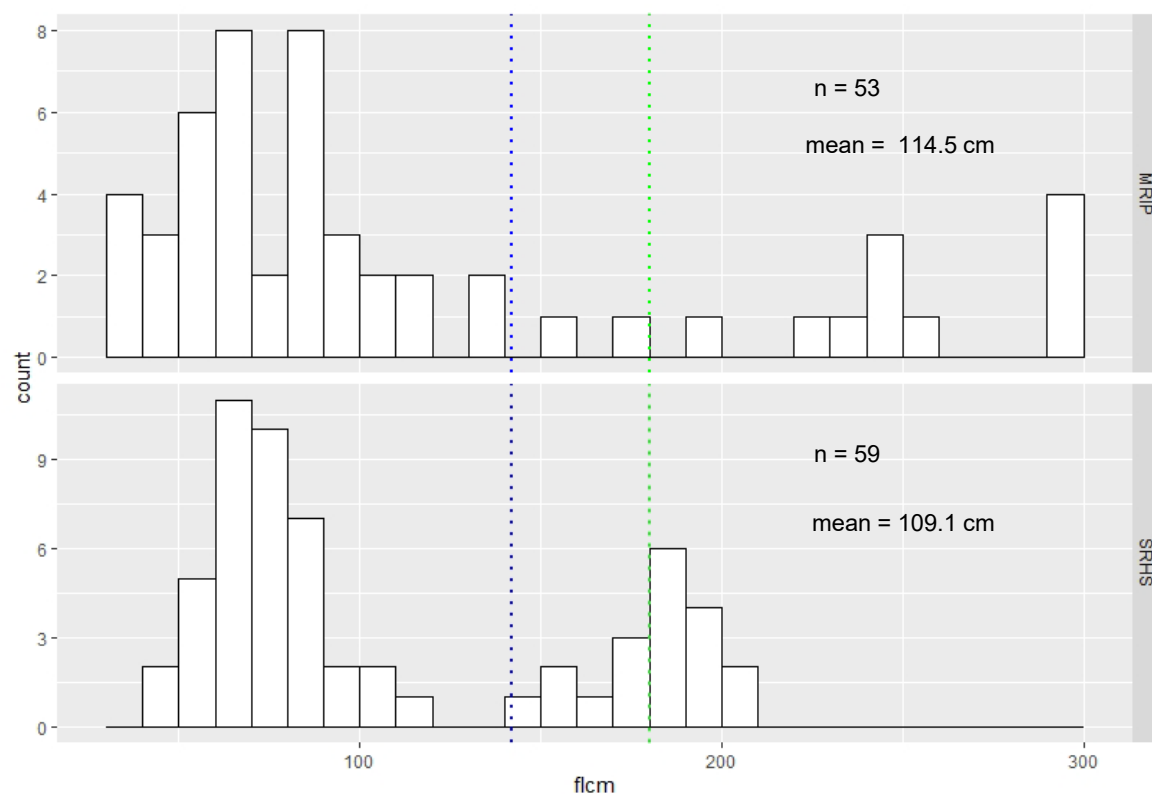 8
6
4
2
0
n = 53
mean = 114.5 cm
MRIP
count
9
6
3
0
n = 59
mean = 109.1 cm
SRHS
100 200 300
flcm